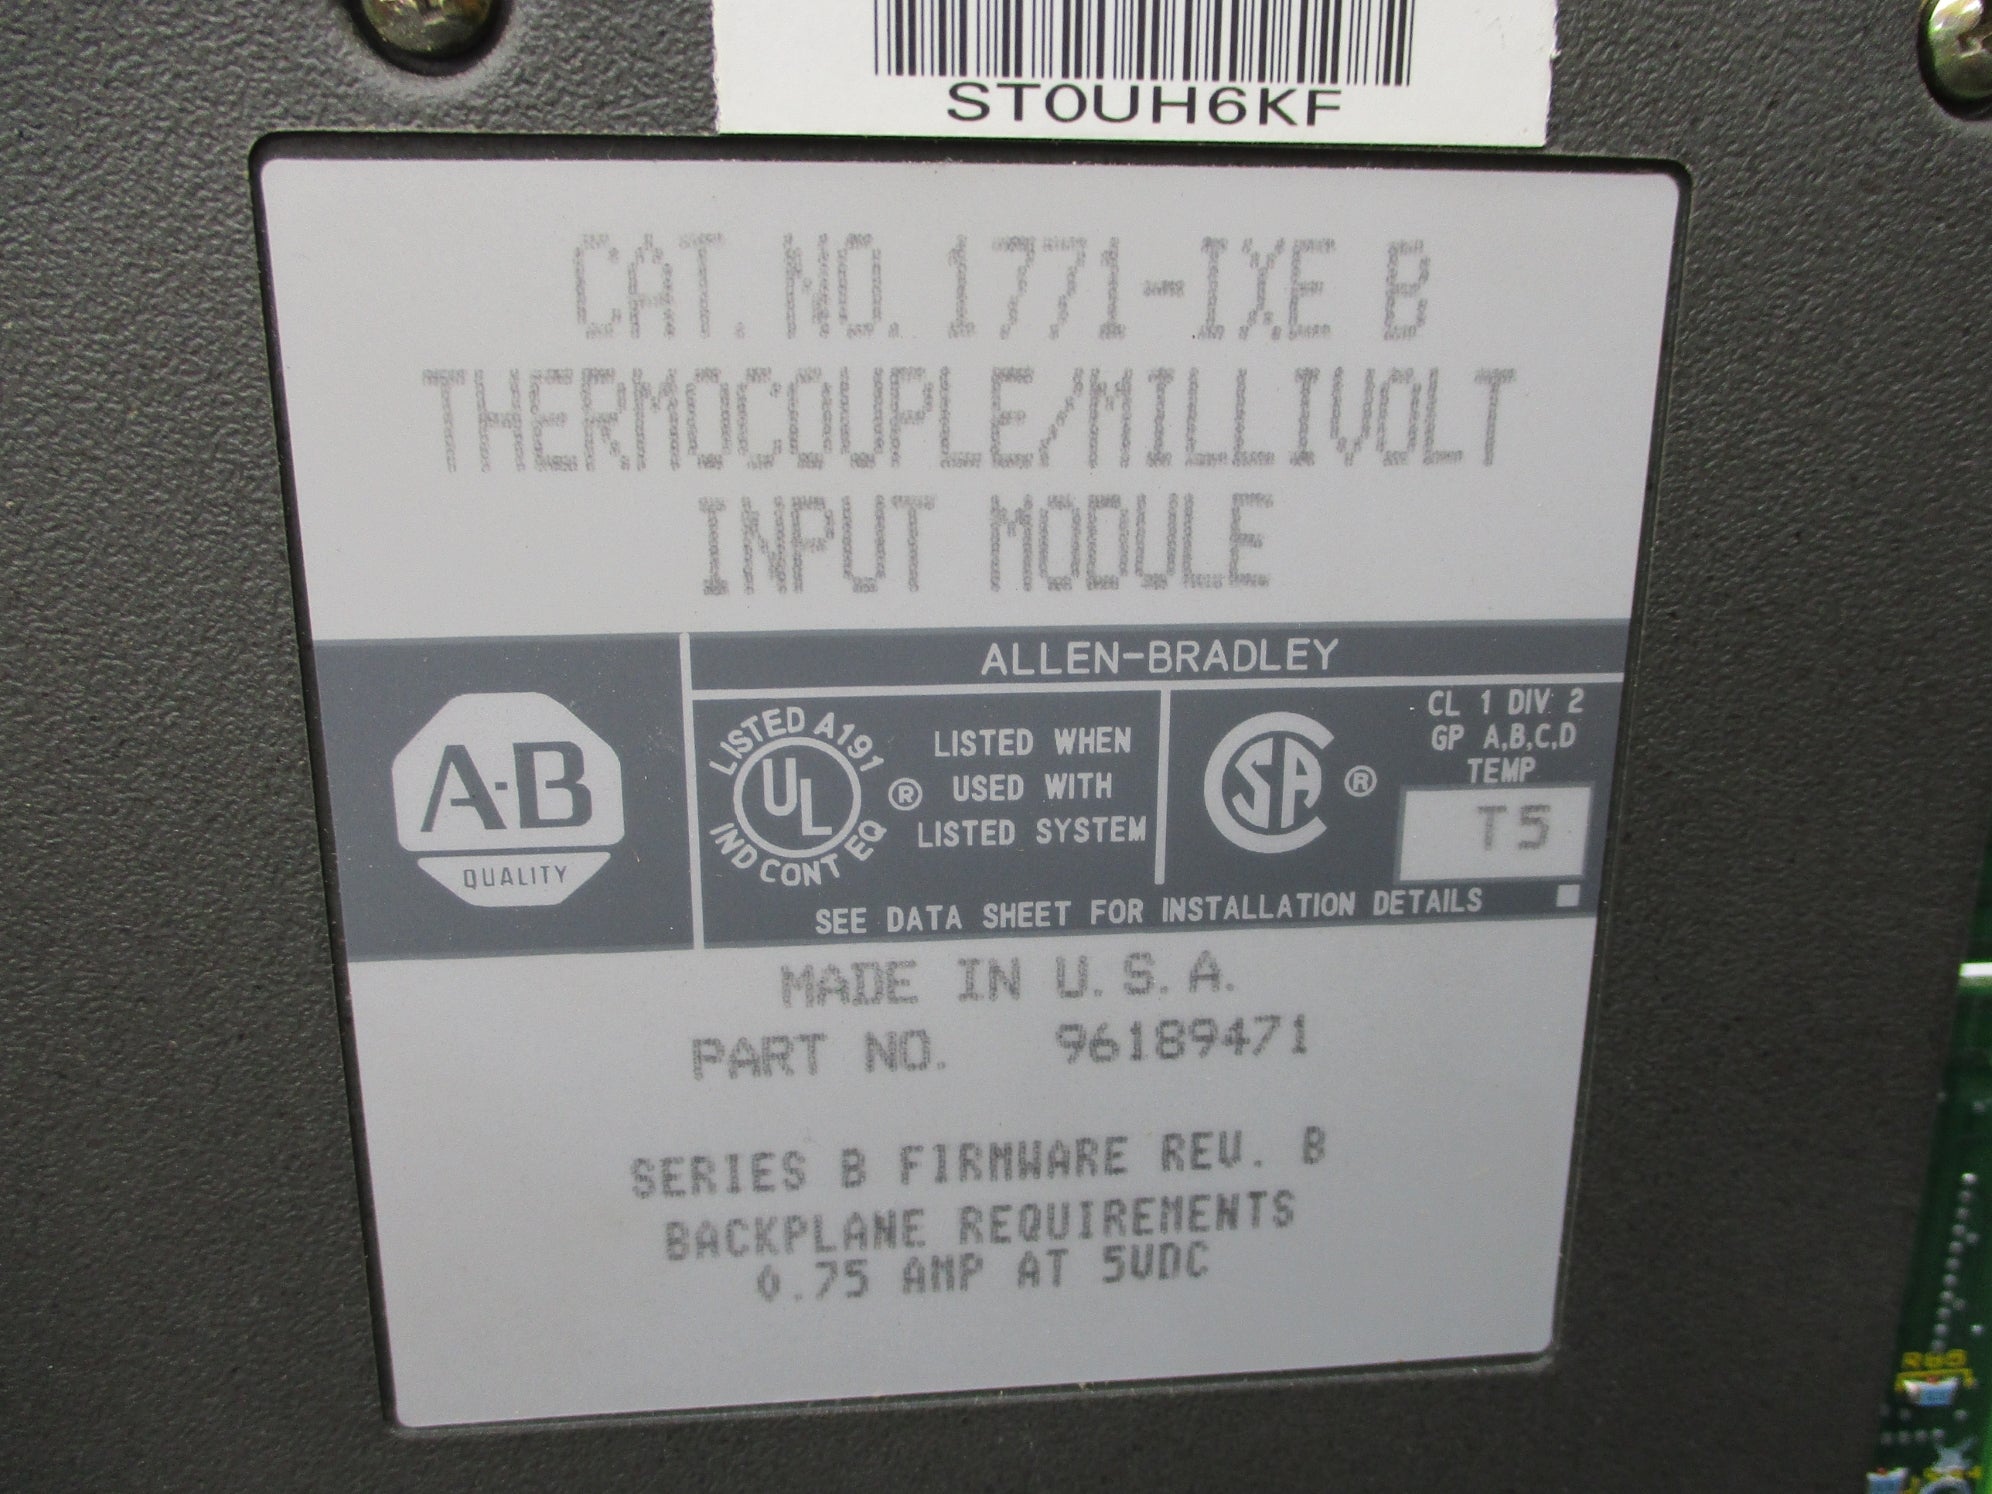 ST0UH6KF
CAT. NO. 1771-IXE B
THERMOCOUPLE/MILLIVOLT
INPUT MODULE
ALLEN-BRADLEY
A-B
QUALITY
LISTED A191
UL
IND CONT EQ
®
LISTED WHEN
USED WITH
LISTED SYSTEM
CSA
®
CL 1 DIV 2
GP A,B,C,D
TEMP
T5
SEE DATA SHEET FOR INSTALLATION DETAILS
MADE IN U.S.A.
PART NO. 96189471
SERIES B FIRMWARE REV. B
BACKPLANE REQUIREMENTS
0.75 AMP AT 5VDC